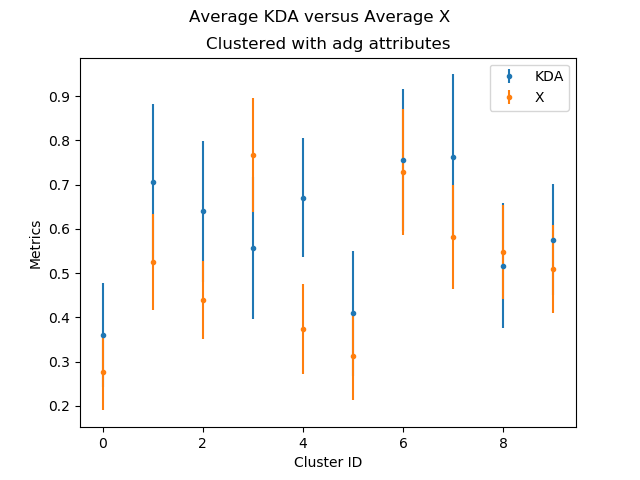 Average KDA versus Average X
Clustered with adg attributes
KDA
X
0.9
0.8
0.7
0.6
0.5
0.4
0.3
0.2
Metrics
0 2 4 6 8
Cluster ID